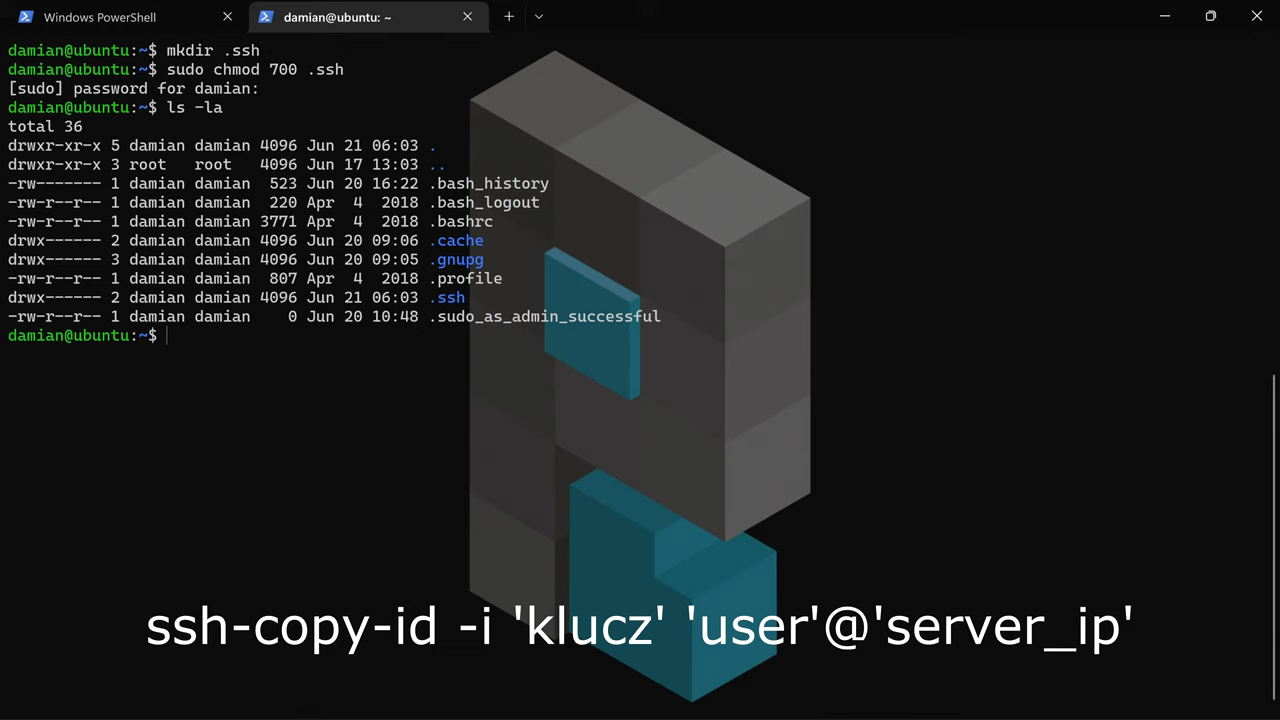 Windows PowerShell
damian@ubuntu: ~
damian@ubuntu:~$ mkdir .ssh
damian@ubuntu:~$ sudo chmod 700 .ssh
[sudo] password for damian:
damian@ubuntu:~$ ls -la
total 36
drwxr-xr-x 5 damian damian 4096 Jun 21 06:03 .
drwxr-xr-x 3 root   root   4096 Jun 17 13:03 ..
-rw------- 1 damian damian  523 Jun 20 16:22 .bash_history
-rw-r--r-- 1 damian damian  220 Apr  4  2018 .bash_logout
-rw-r--r-- 1 damian damian 3771 Apr  4  2018 .bashrc
drwx------ 2 damian damian 4096 Jun 20 09:06 .cache
drwx------ 3 damian damian 4096 Jun 20 09:05 .gnupg
-rw-r--r-- 1 damian damian  807 Apr  4  2018 .profile
drwx------ 2 damian damian 4096 Jun 21 06:03 .ssh
-rw-r--r-- 1 damian damian    0 Jun 20 10:48 .sudo_as_admin_successful
damian@ubuntu:~$
ssh-copy-id -i 'klucz' 'user'@'server_ip'